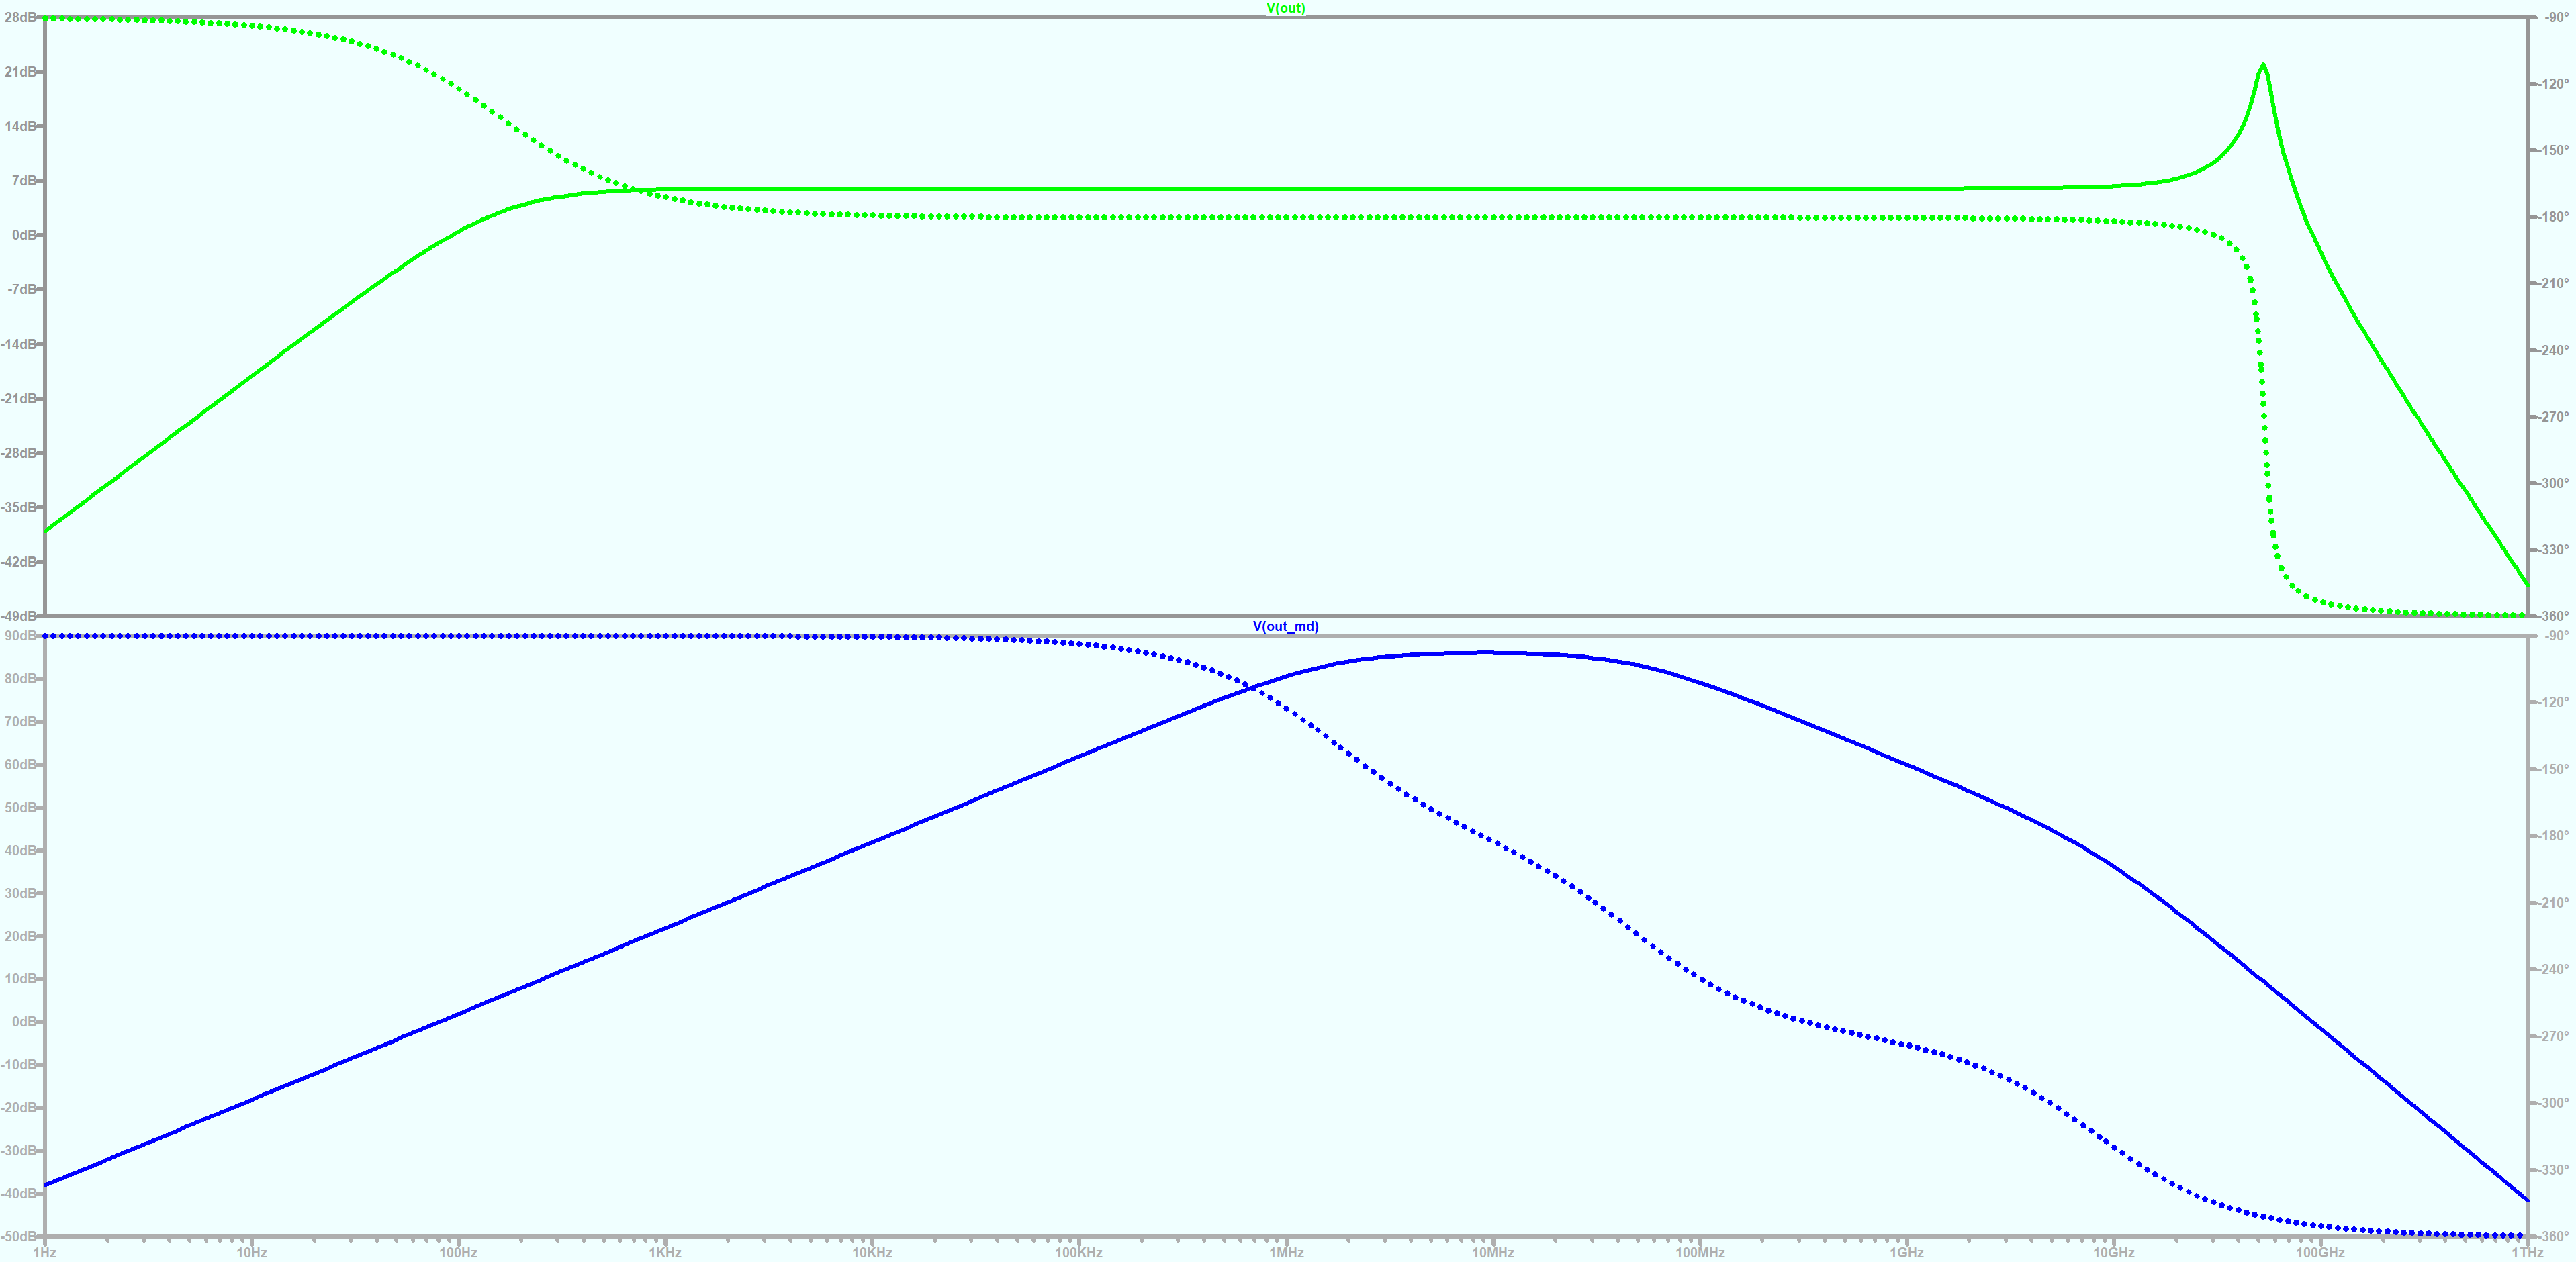 V(out)
28dB
21dB
14dB
7dB
0dB
-7dB
-14dB
-21dB
-28dB
-35dB
-42dB
-49dB
-90°
-120°
-150°
-180°
-210°
-240°
-270°
-300°
-330°
-360°
V(out_md)
90dB
80dB
70dB
60dB
50dB
40dB
30dB
20dB
10dB
0dB
-10dB
-20dB
-30dB
-40dB
-50dB
-90°
-120°
-150°
-180°
-210°
-240°
-270°
-300°
-330°
-360°
1Hz 10Hz 100Hz 1KHz 10KHz 100KHz 1MHz 10MHz 100MHz 1GHz 10GHz 100GHz 1THz